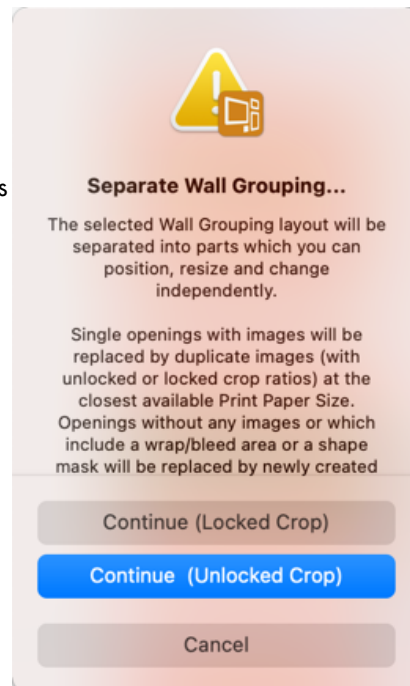 s
Separate Wall Grouping...
The selected Wall Grouping layout will be
separated into parts which you can
position, resize and change
independently.
Single openings with images will be
replaced by duplicate images (with
unlocked or locked crop ratios) at the
closest available Print Paper Size.
Openings without any images or which
include a wrap/bleed area or a shape
mask will be replaced by newly created
Continue (Locked Crop)
Continue (Unlocked Crop)
Cancel